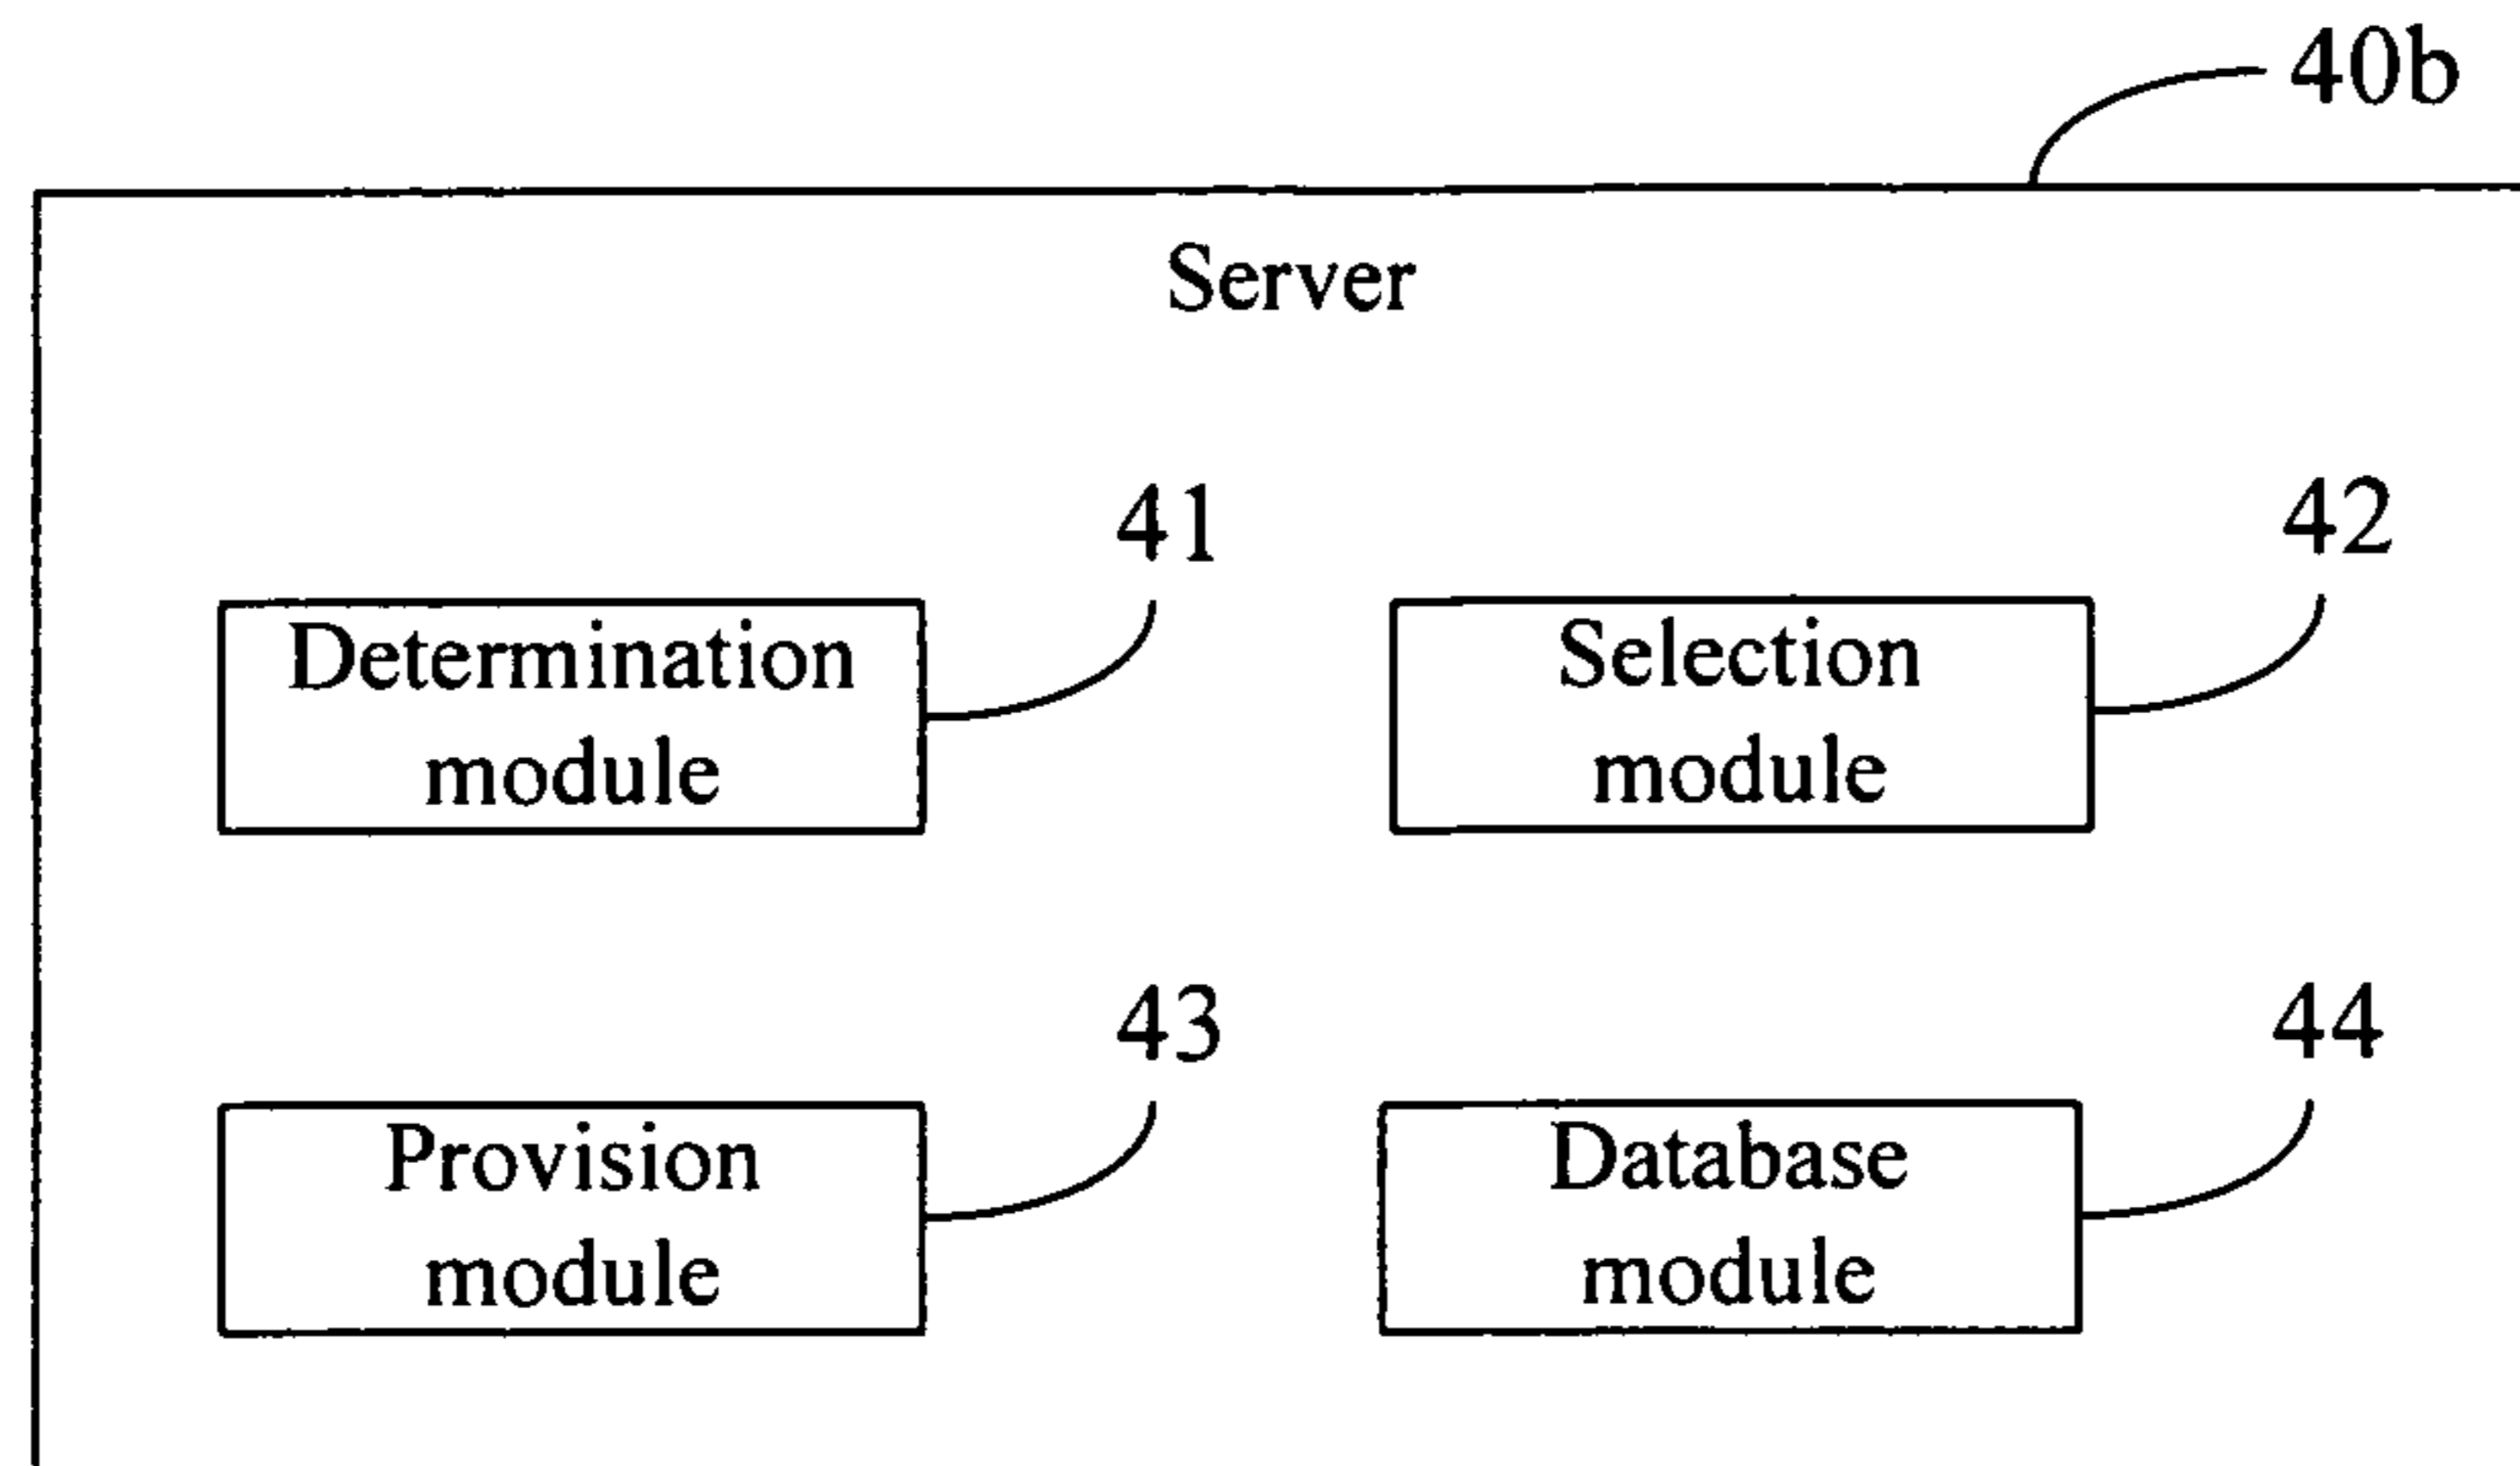 40b
Server
41
42
Determination
module
Selection
module
43
44
Provision
module
Database
module